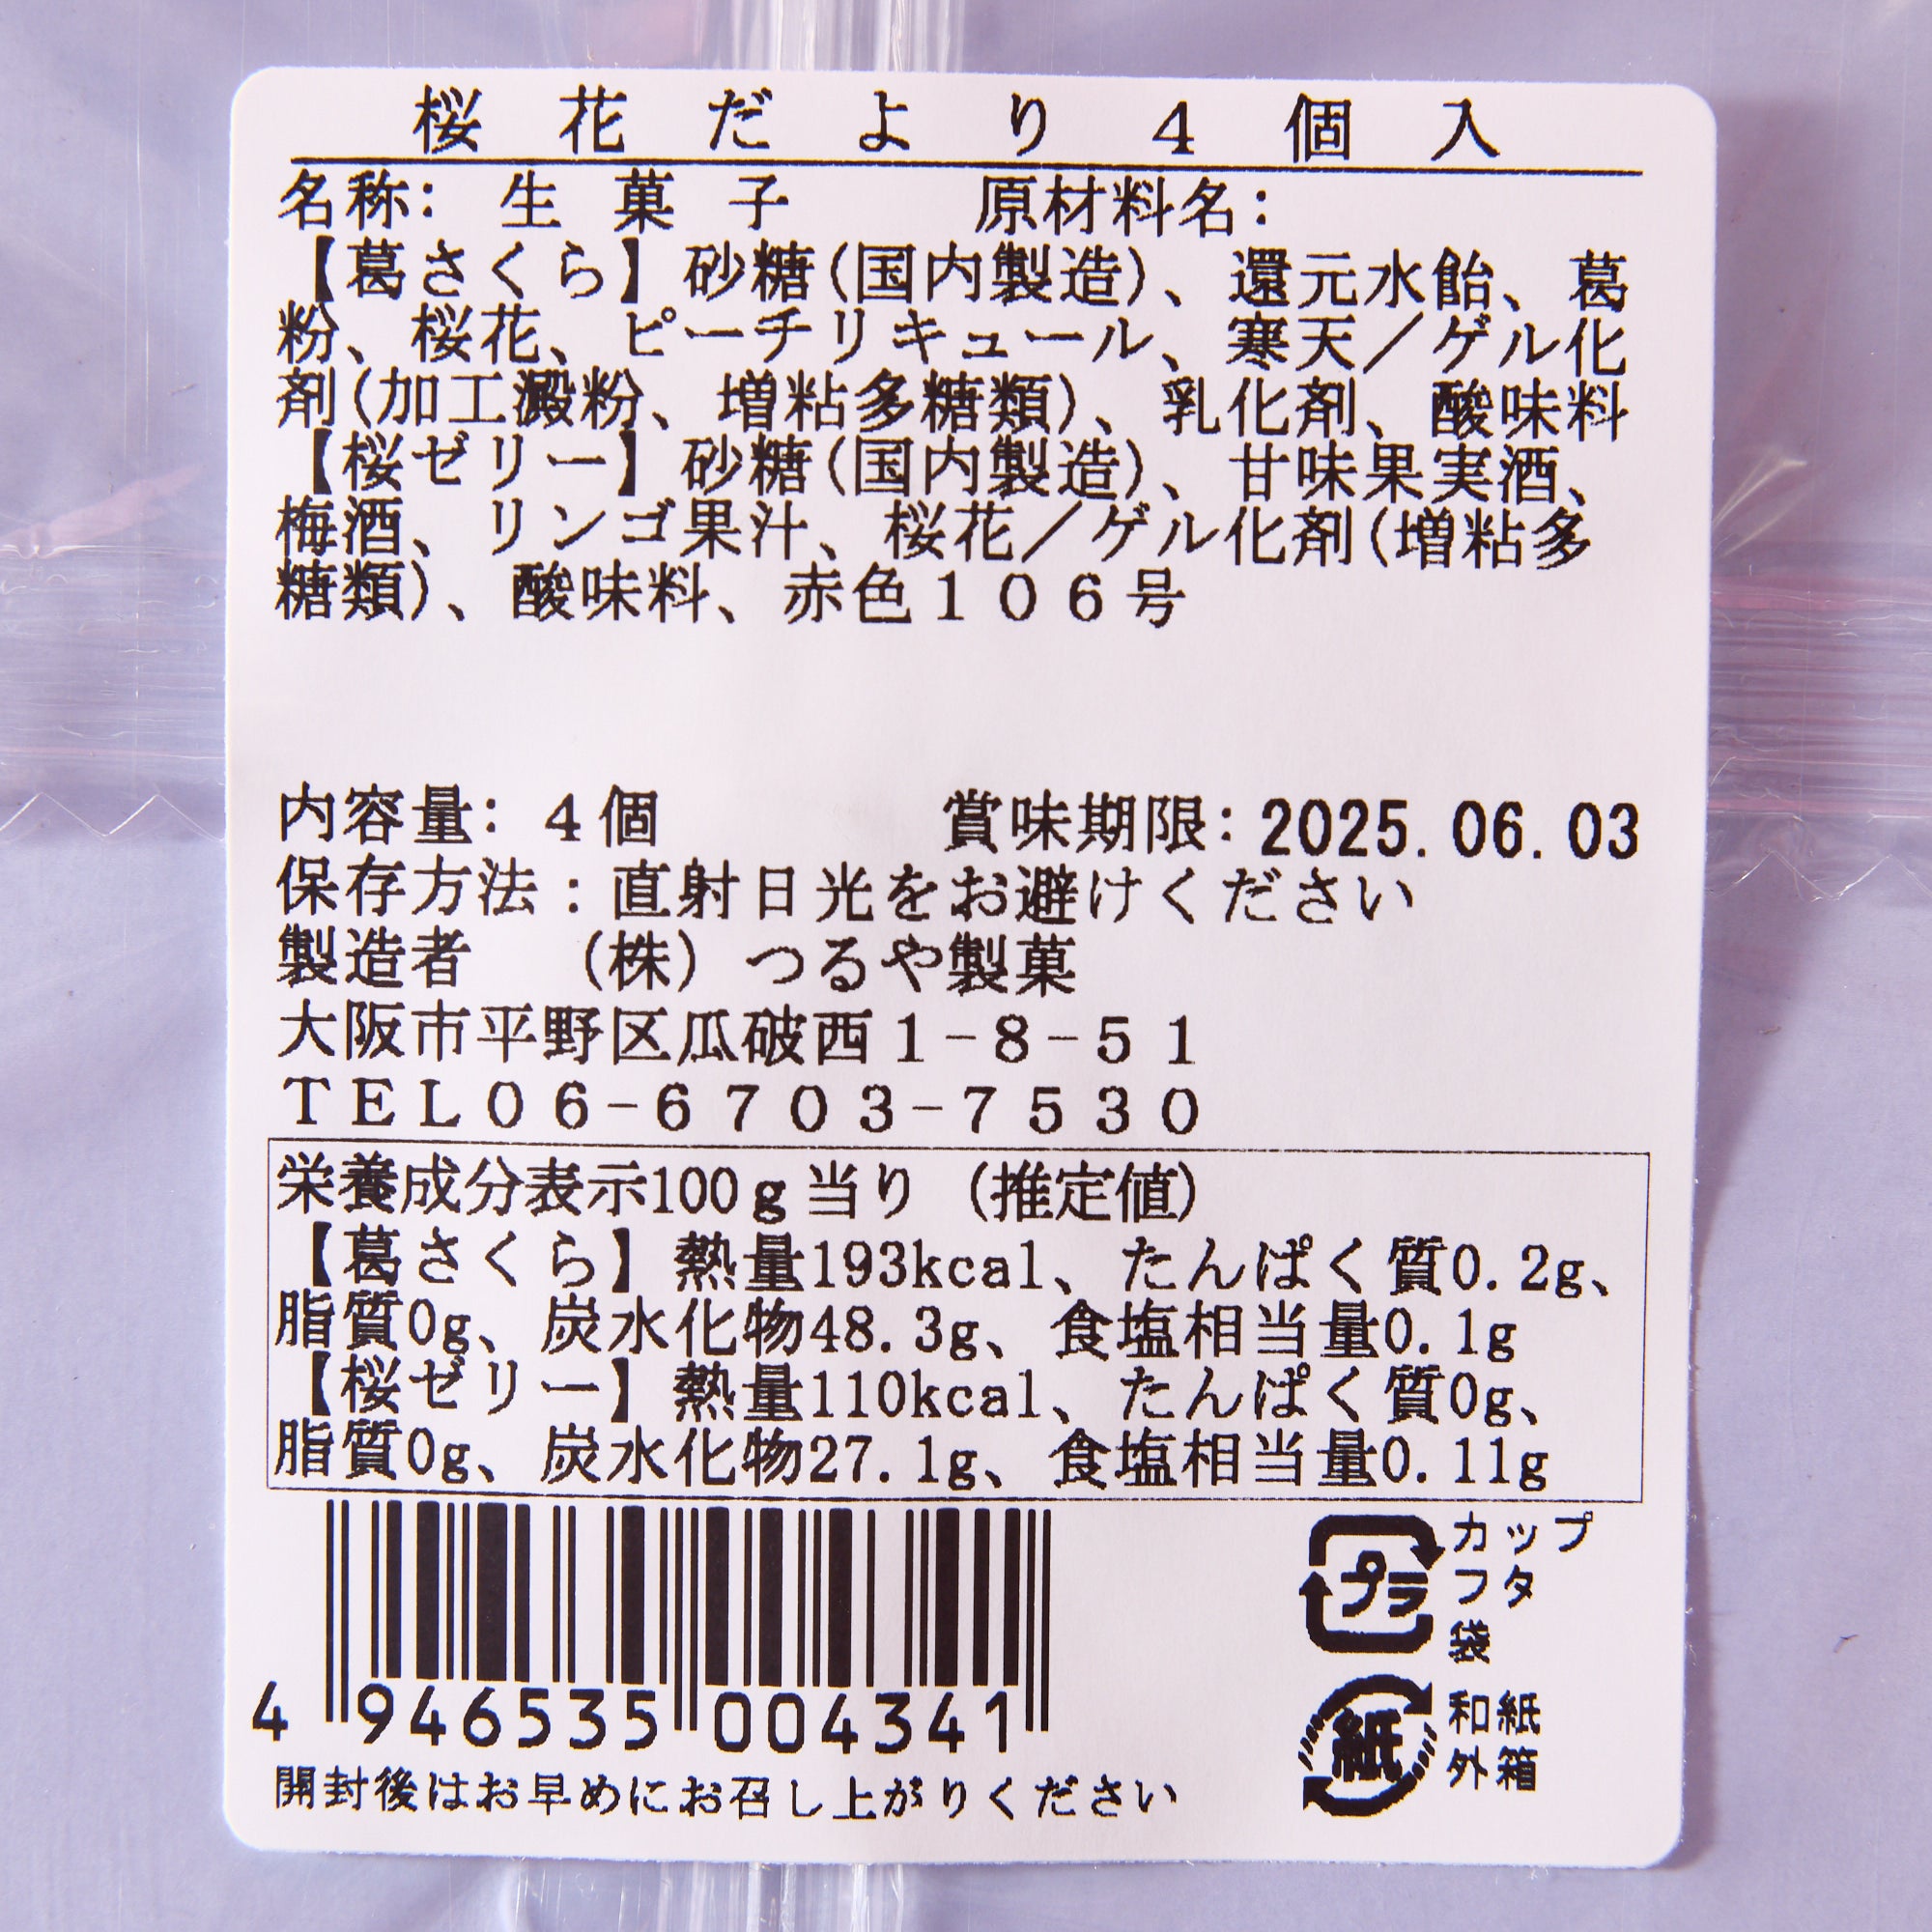 桜花だより4個入
名称: 生菓子 原材料名:
【葛さくら】砂糖(国内製造)、還元水飴、葛
粉、桜花、ピーチリキュール、寒天／ゲル化
剤(加工澱粉、増粘多糖類)、乳化剤、酸味料
【桜ゼリー】砂糖(国内製造)、甘味果実酒、
梅酒、リンゴ果汁、桜花／ゲル化剤(増粘多
糖類)、酸味料、赤色106号
内容量: 4個 賞味期限: 2025.06.03
保存方法:直射日光をお避けください
製造者 (株)つるや製菓
大阪市平野区瓜破西1-8-51
TEL06-6703-7530
栄養成分表示100g当り (推定値)
【葛さくら】熱量193kcal、たんぱく質0.2g、
脂質0g、炭水化物48.3g、食塩相当量0.1g
【桜ゼリー】熱量110kcal、たんぱく質0g、
脂質0g、炭水化物27.1g、食塩相当量0.11g
プラ カップ
フタ
袋
4 946535 004341
紙 和紙
外箱
開封後はお早めにお召し上がりください